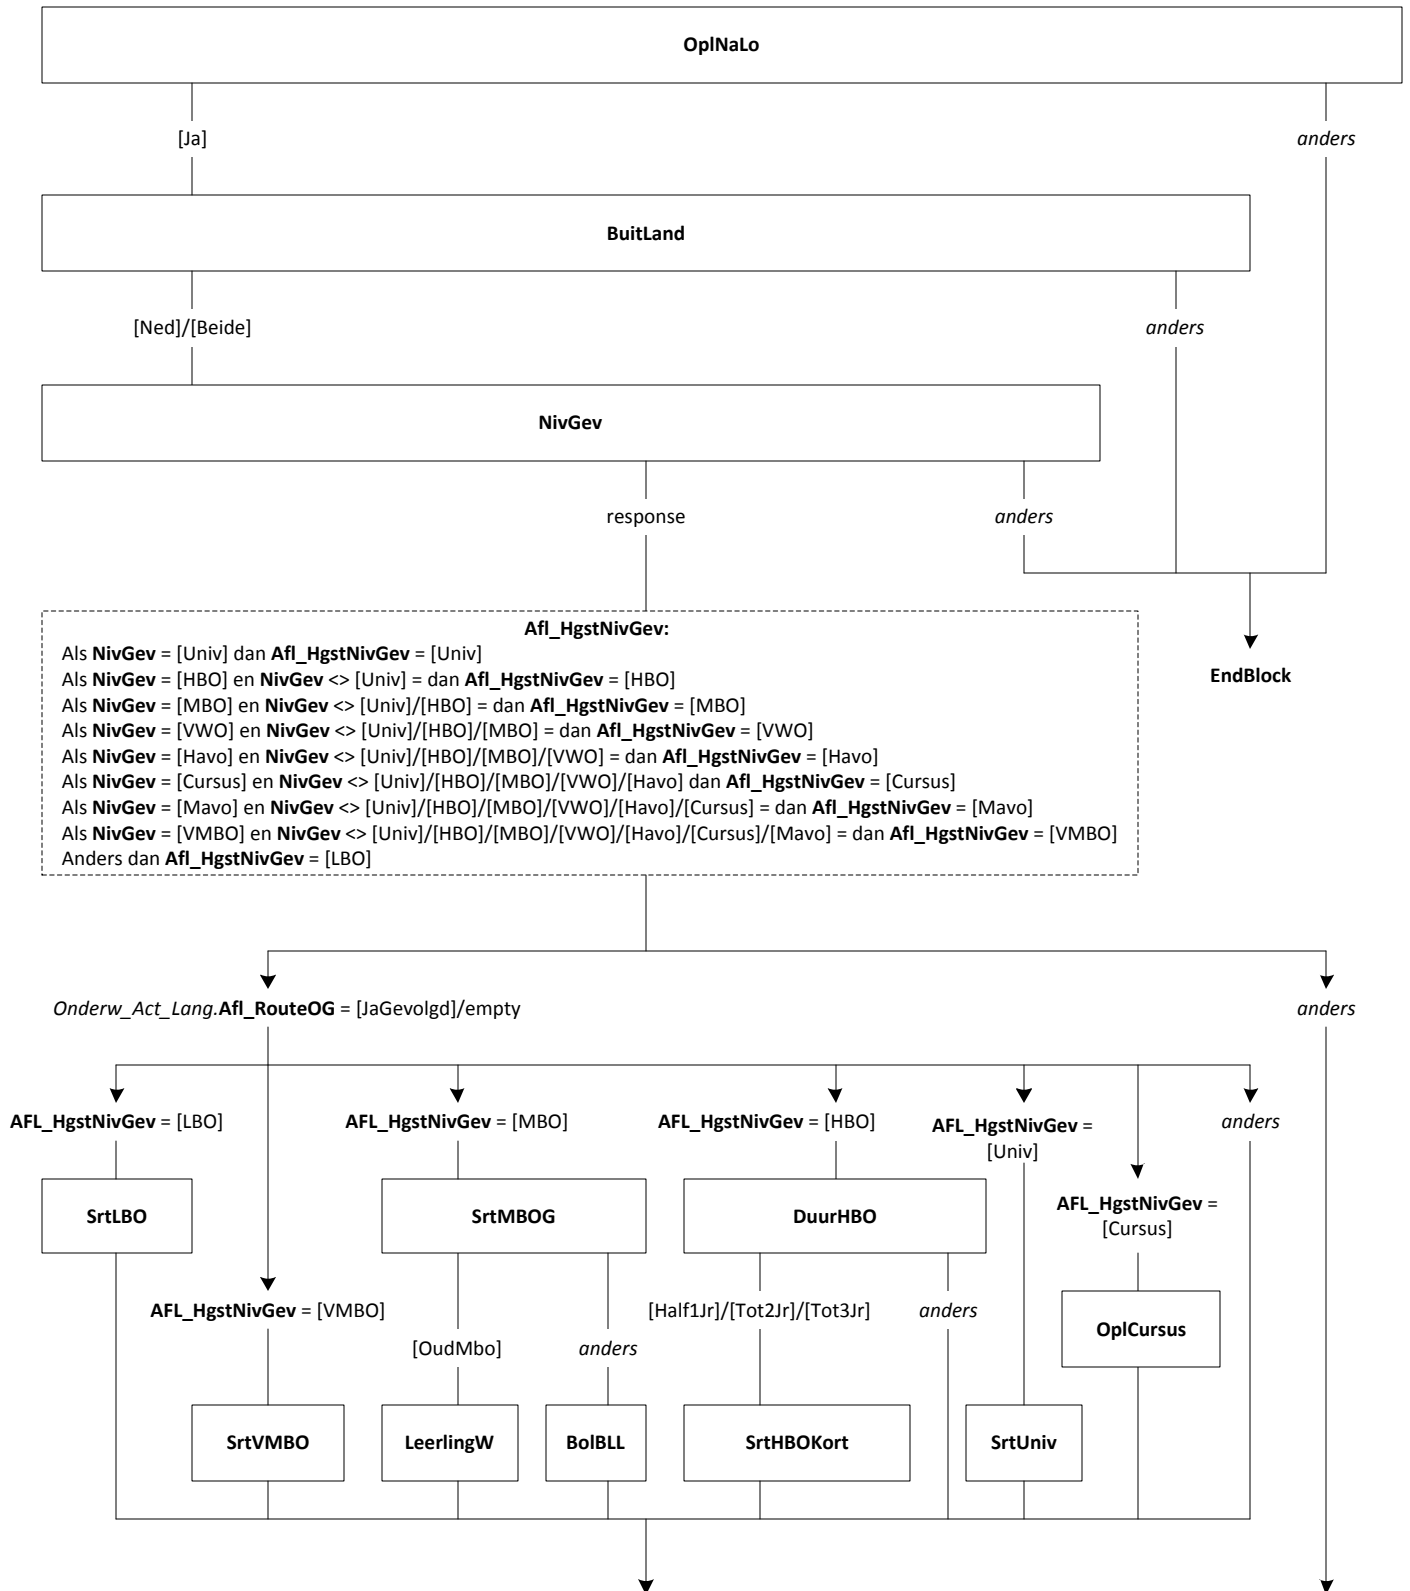 OplNaLo
[Ja]
anders
BuitLand
[Ned]/[Beide]
anders
NivGev
response
anders
Afl_HgstNivGev:
Als NivGev = [Univ] dan Afl_HgstNivGev = [Univ]
Als NivGev = [HBO] en NivGev <> [Univ] = dan Afl_HgstNivGev = [HBO]
Als NivGev = [MBO] en NivGev <> [Univ]/[HBO] = dan Afl_HgstNivGev = [MBO]
Als NivGev = [VWO] en NivGev <> [Univ]/[HBO]/[MBO] = dan Afl_HgstNivGev = [VWO]
Als NivGev = [Havo] en NivGev <> [Univ]/[HBO]/[MBO]/[VWO] = dan Afl_HgstNivGev = [Havo]
Als NivGev = [Cursus] en NivGev <> [Univ]/[HBO]/[MBO]/[VWO]/[Havo] dan Afl_HgstNivGev = [Cursus]
Als NivGev = [Mavo] en NivGev <> [Univ]/[HBO]/[MBO]/[VWO]/[Havo]/[Cursus] = dan Afl_HgstNivGev = [Mavo]
Als NivGev = [VMBO] en NivGev <> [Univ]/[HBO]/[MBO]/[VWO]/[Havo]/[Cursus]/[Mavo] = dan Afl_HgstNivGev = [VMBO]
Anders dan Afl_HgstNivGev = [LBO]
EndBlock
Onderw_Act_Lang.Afl_RouteOG = [JaGevolgd]/empty
anders
AFL_HgstNivGev = [LBO]
AFL_HgstNivGev = [MBO]
AFL_HgstNivGev = [HBO]
AFL_HgstNivGev =
[Univ]
anders
SrtLBO
SrtMBOG
DuurHBO
AFL_HgstNivGev =
[Cursus]
AFL_HgstNivGev = [VMBO]
[OudMbo]
anders
[Half1Jr]/[Tot2Jr]/[Tot3Jr]
anders
OplCursus
SrtVMBO
LeerlingW
BolBLL
SrtHBOKort
SrtUniv